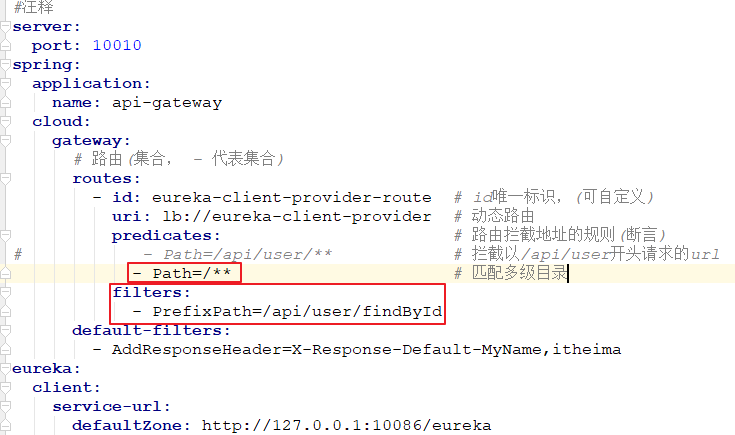 #注释
server:
  port: 10010
spring:
  application:
    name: api-gateway
  cloud:
    gateway:
      # 路由(集合, - 代表集合)
      routes:
        - id: eureka-client-provider-route  # id唯一标识,(可自定义)
          uri: lb://eureka-client-provider  # 动态路由
          predicates:                       # 路由拦截地址的规则(断言)
#            - Path=/api/user/**            # 拦截以/api/user开头请求的url
            - Path=/**                      # 匹配多级目录
          filters:
            - PrefixPath=/api/user/findById
      default-filters:
        - AddResponseHeader=X-Response-Default-MyName,itheima
eureka:
  client:
    service-url:
      defaultZone: http://127.0.0.1:10086/eureka